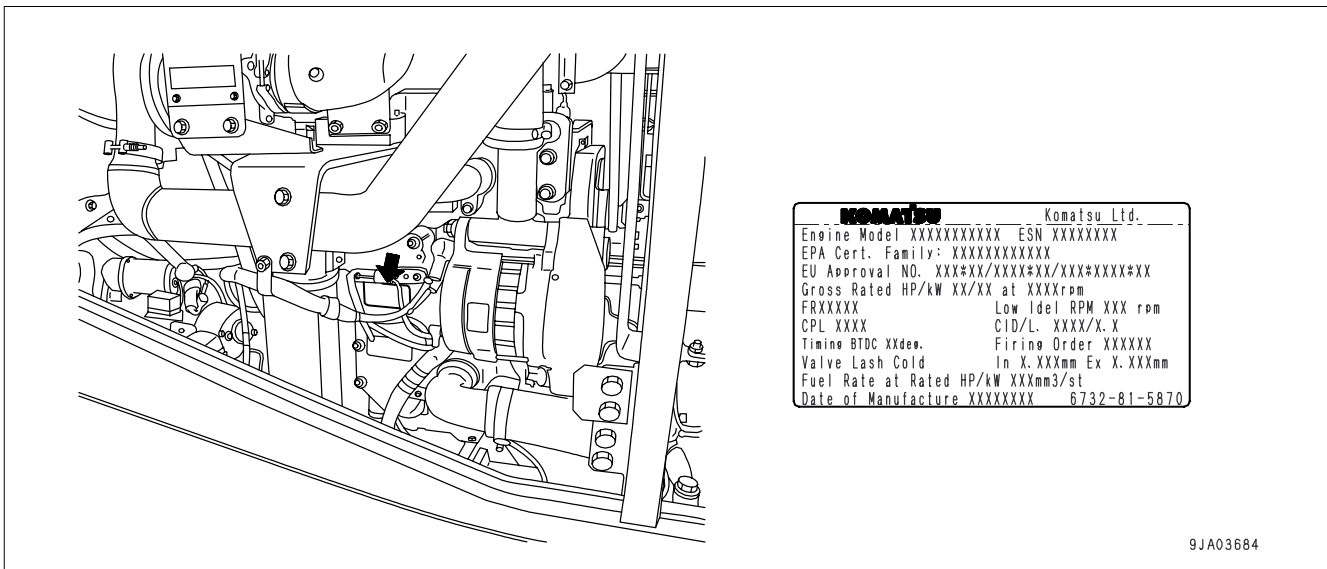 KOMATSU Komatsu Ltd.
Engine Model XXXXXXXXXXX ESN XXXXXXXX
EPA Cert. Family: XXXXXXXXXXXX
EU Approval NO. XXX*XX/XXXX*XX/XXX*XXXX*XX
Gross Rated HP/kW XX/XX at XXXXrpm
FRXXXXX Low Idel RPM XXX rpm
CPL XXXX CID/L. XXXX/X.X
Timing BTDC XXdeg. Firing Order XXXXXX
Valve Lash Cold In X.XXXmm Ex X.XXXmm
Fuel Rate at Rated HP/kW XXXmm3/st
Date of Manufacture XXXXXXXX 6732-81-5870
9JA03684